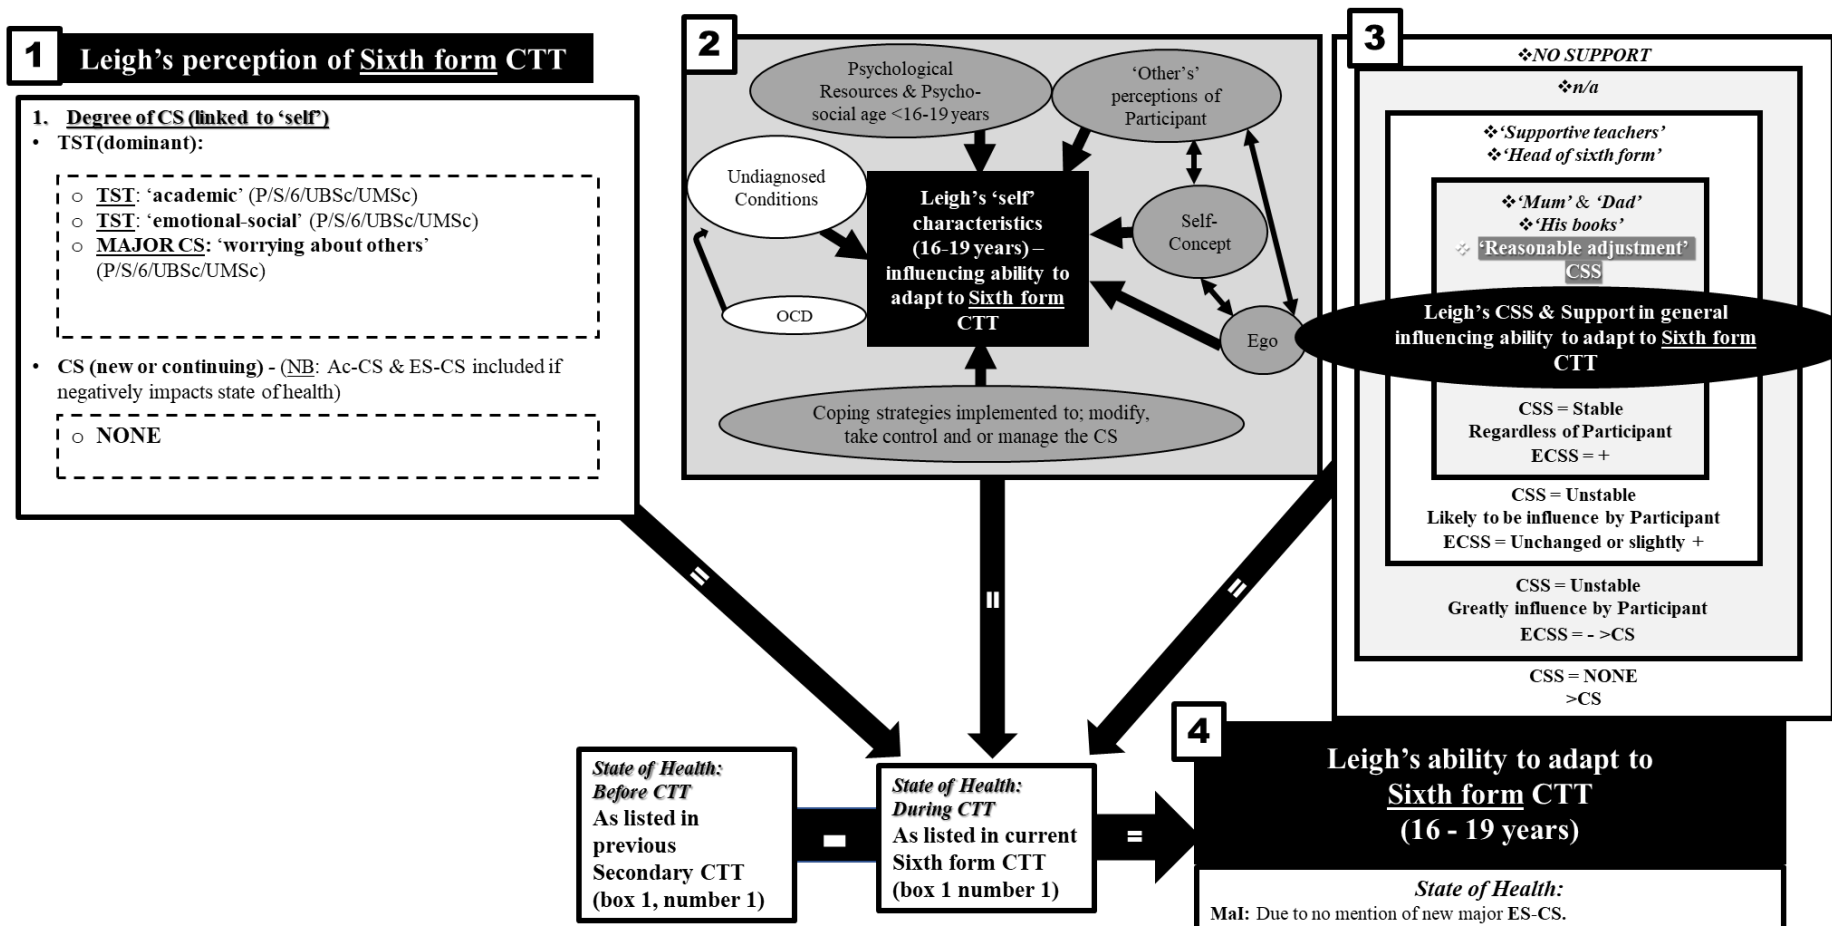 1
Leigh's perception of Sixth form CTT
1. Degree of CS (linked to 'self')
• TST(dominant):
o TST: 'academic' (P/S/6/UBSc/UMSc)
o TST: 'emotional-social' (P/S/6/UBSc/UMSc)
o MAJOR CS: 'worrying about others'
(P/S/6/UBSc/UMSc)
• CS (new or continuing) - (NB: Ac-CS & ES-CS included if
negatively impacts state of health)
o NONE
2
Psychological
Resources & Psycho-
social age <16-19 years
'Other's'
perceptions of
Participant
Undiagnosed
Conditions
Leigh's 'self'
characteristics
(16-19 years) –
influencing ability to
adapt to Sixth form
CTT
Self-
Concept
OCD
Ego
Coping strategies implemented to; modify,
take control and or manage the CS
3
❖NO SUPPORT
❖n/a
❖'Supportive teachers'
❖'Head of sixth form'
❖'Mum' & 'Dad'
❖'His books'
❖ 'Reasonable adjustment'
CSS
Leigh's CSS & Support in general
influencing ability to adapt to Sixth form
CTT
CSS = Stable
Regardless of Participant
ECSS = +
CSS = Unstable
Likely to be influence by Participant
ECSS = Unchanged or slightly +
CSS = Unstable
Greatly influence by Participant
ECSS = - >CS
CSS = NONE
>CS
=
=
=
State of Health:
Before CTT
As listed in
previous
Secondary CTT
(box 1, number 1)
-
State of Health:
During CTT
As listed in current
Sixth form CTT
(box 1 number 1)
=
4
Leigh's ability to adapt to
Sixth form CTT
(16 - 19 years)
State of Health:
MaI: Due to no mention of new major ES-CS.